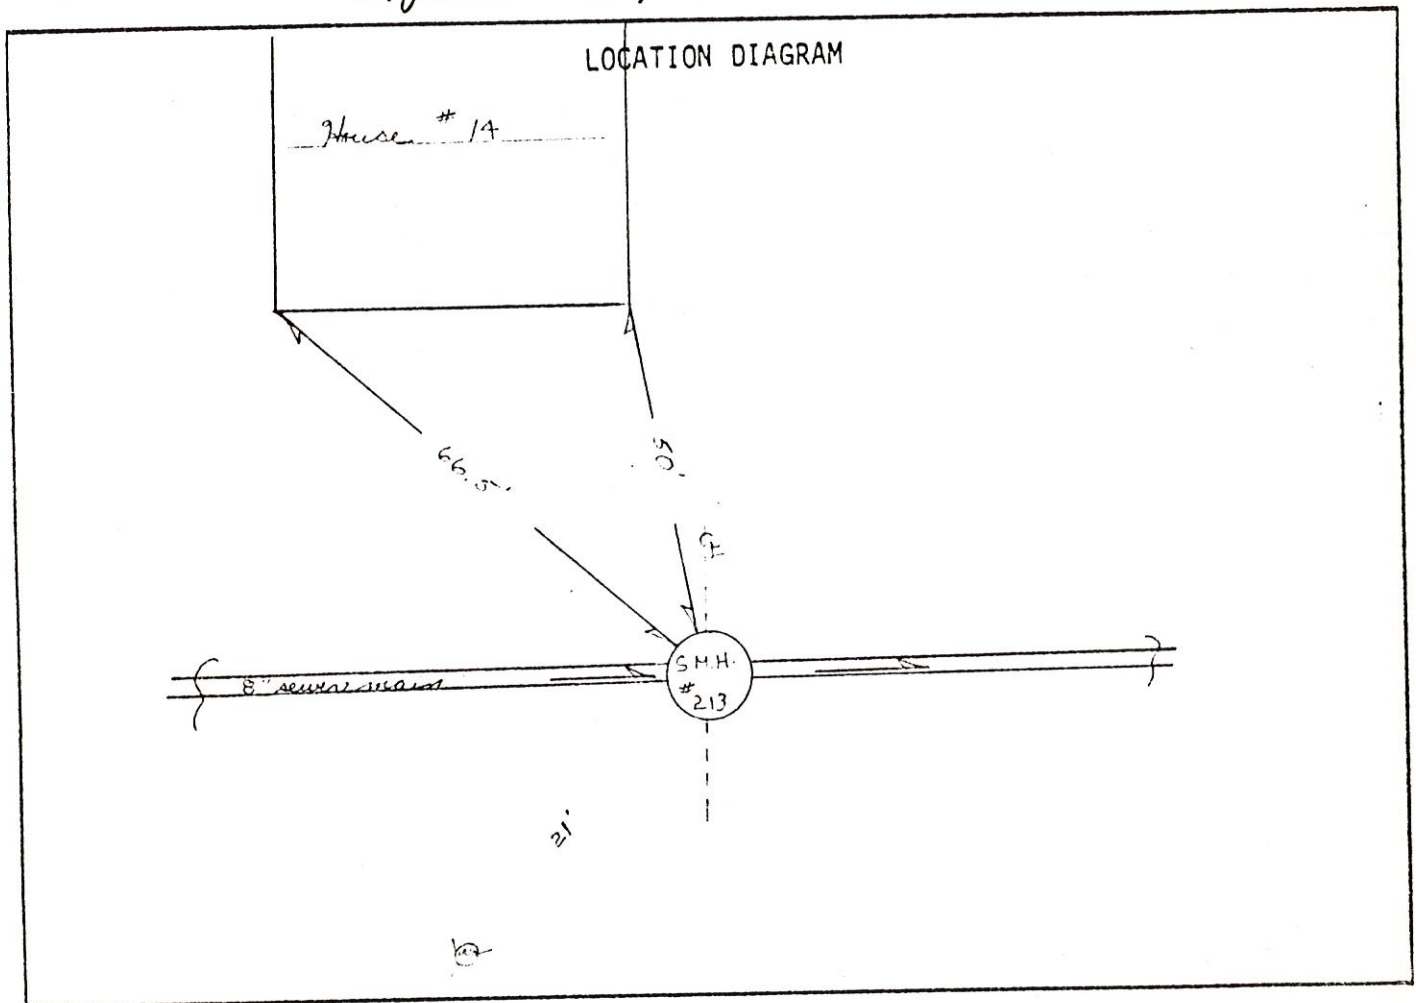 LOCATION DIAGRAM
House # 14
66.5'
50'
S M.H.
# 213
8" sewer main
21'